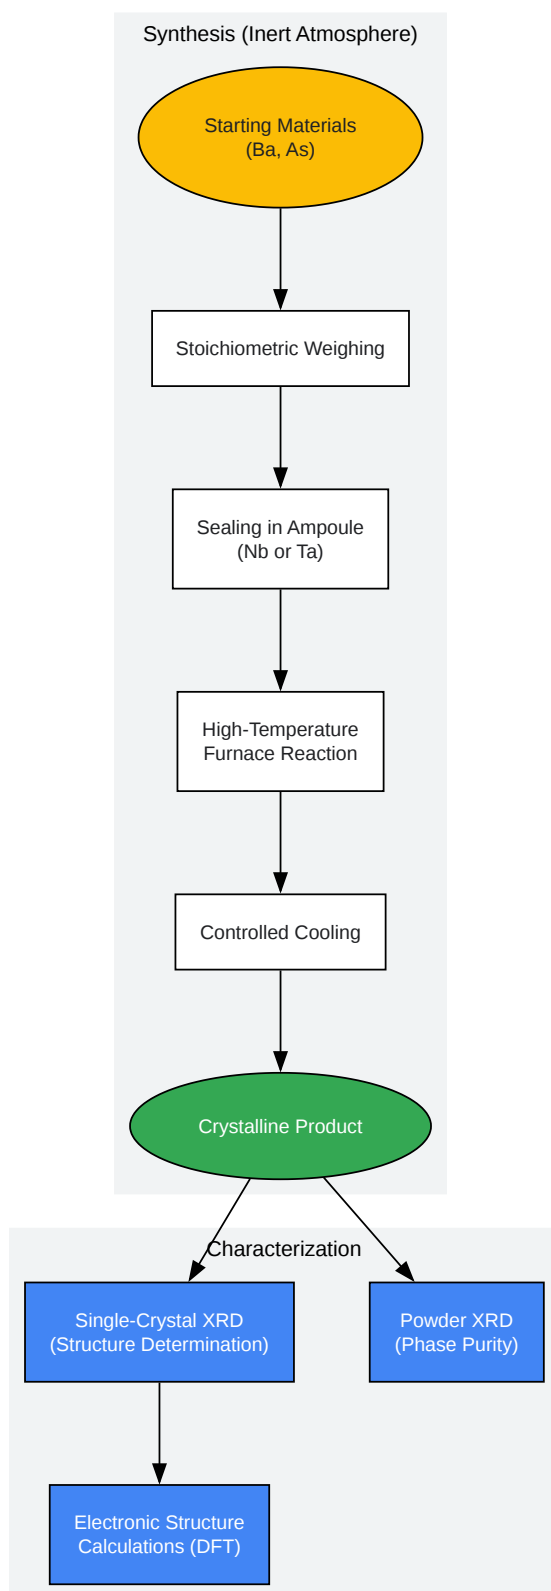 Synthesis (Inert Atmosphere)
Starting Materials
(Ba, As)
Stoichiometric Weighing
Sealing in Ampoule
(Nb or Ta)
High-Temperature
Furnace Reaction
Controlled Cooling
Crystalline Product
Characterization
Single-Crystal XRD
(Structure Determination)
Powder XRD
(Phase Purity)
Electronic Structure
Calculations (DFT)